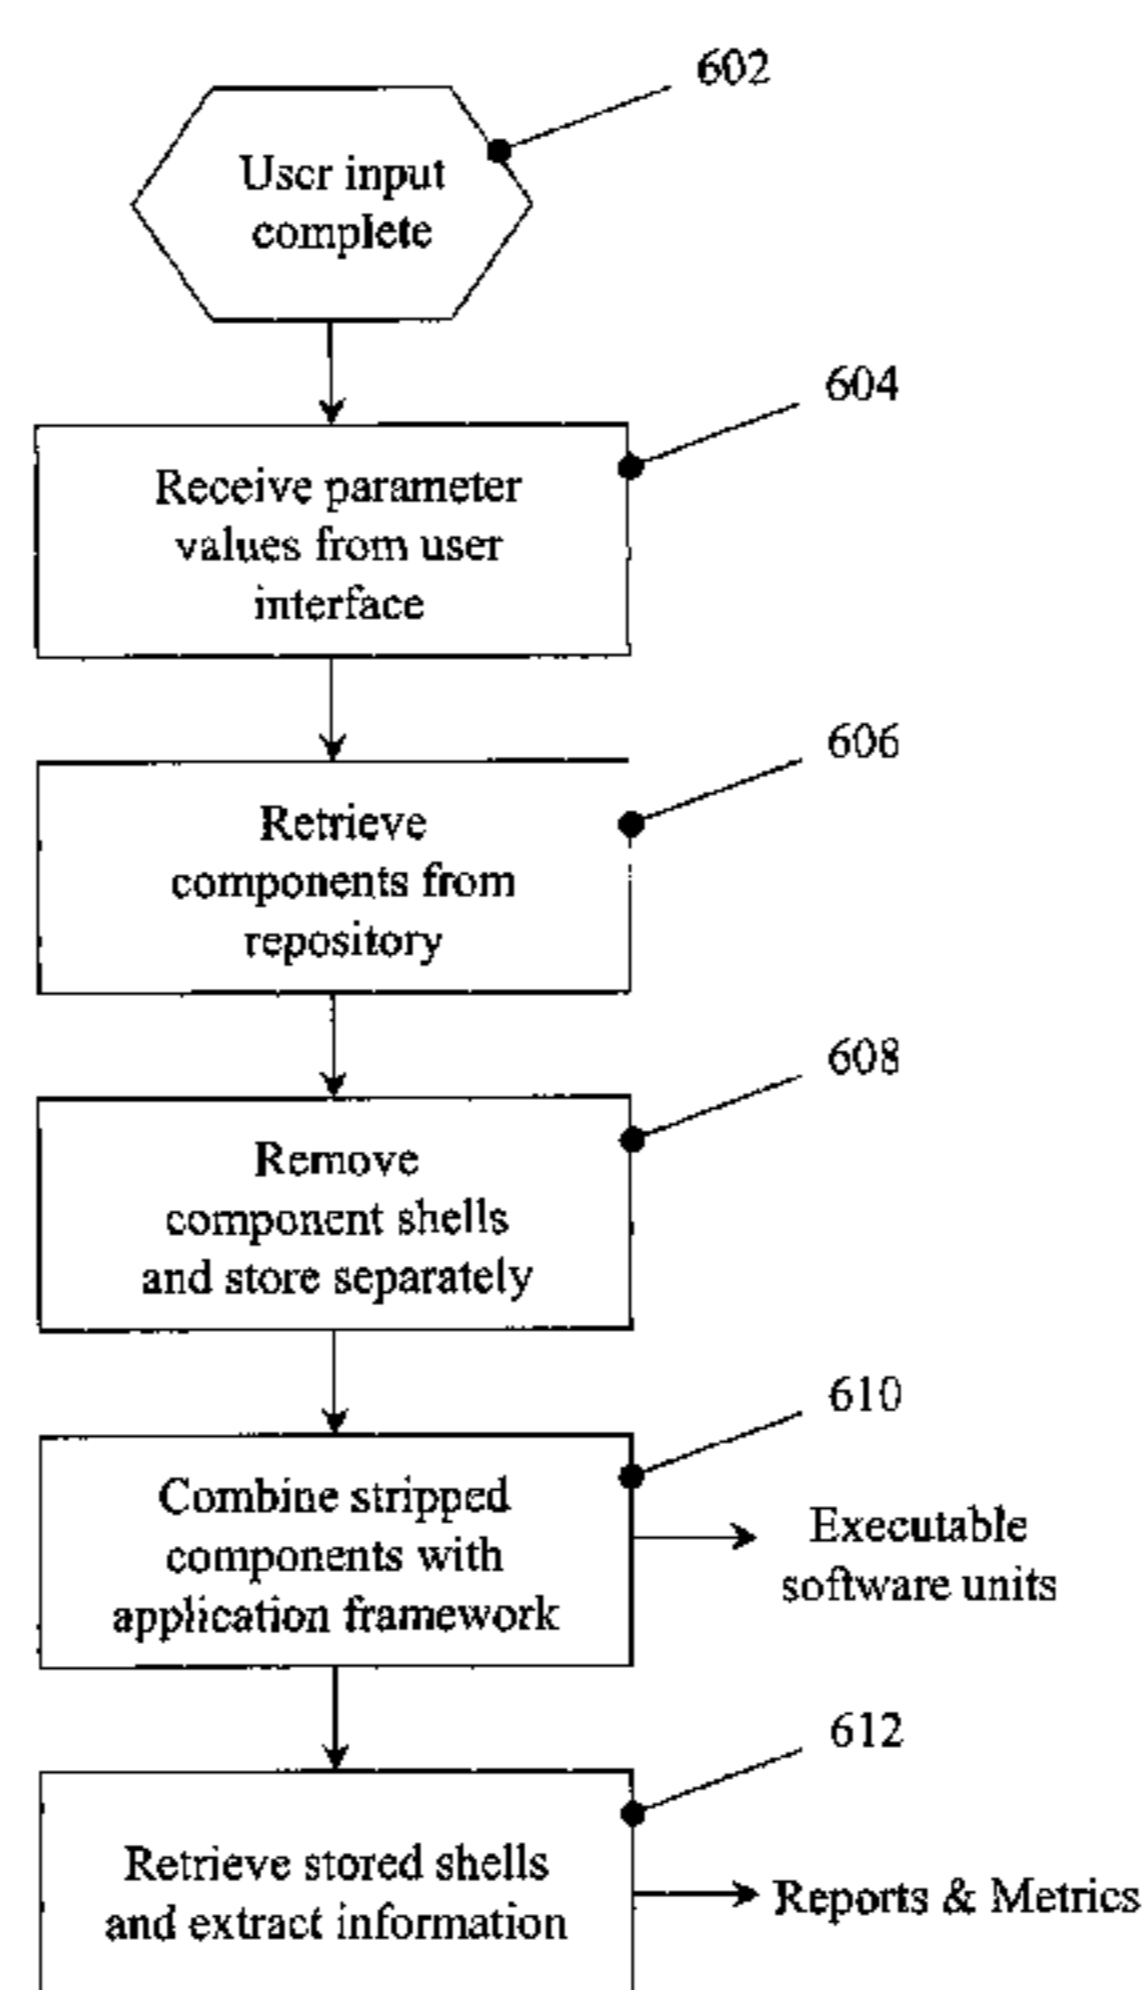 602
User input
complete
604
Receive parameter
values from user
interface
606
Retrieve
components from
repository
608
Remove
component shells
and store separately
610
Combine stripped
components with
application framework
Executable
software units
612
Retrieve stored shells
and extract information
Reports & Metrics